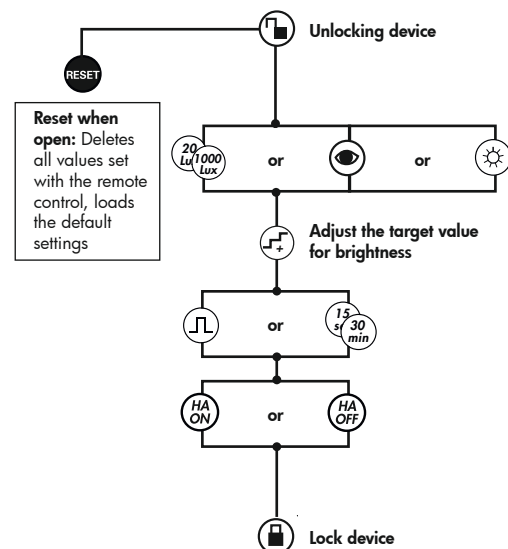 Unlocking device
RESET
Reset when
open: Deletes
all values set
with the remote
control, loads
the default
settings
20
Lu
1000
Lux
or
or
Adjust the target value
for brightness
+
or
15
se
30
min
HA
ON
or
HA
OFF
Lock device